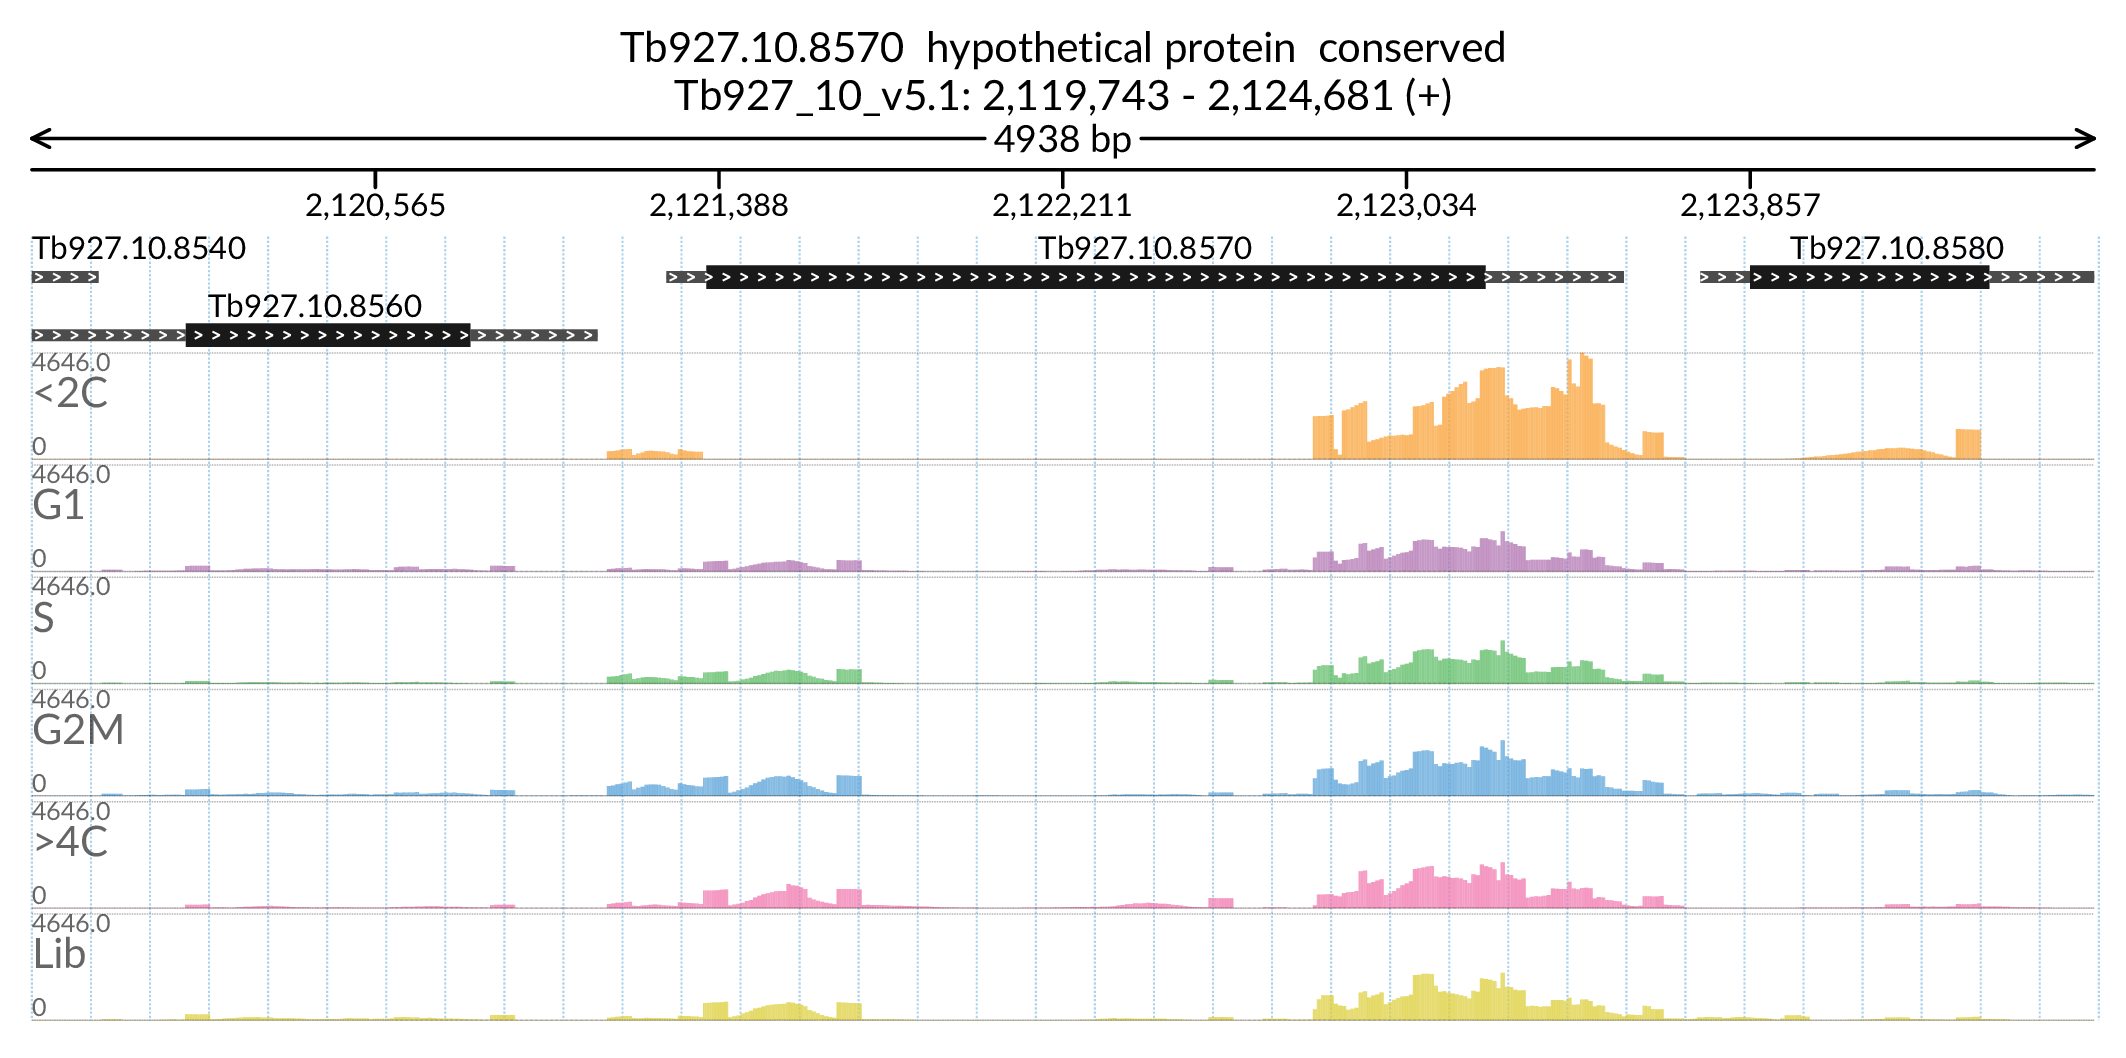 Tb927.10.8570  hypothetical protein  conserved
Tb927_10_v5.1: 2,119,743 - 2,124,681 (+)
4938 bp
2,120,565 2,121,388 2,122,211 2,123,034 2,123,857
Tb927.10.8540 Tb927.10.8570 Tb927.10.8580
Tb927.10.8560
4646.0
<2C
0
4646.0
G1
0
4646.0
S
0
4646.0
G2M
0
4646.0
>4C
0
4646.0
Lib
0